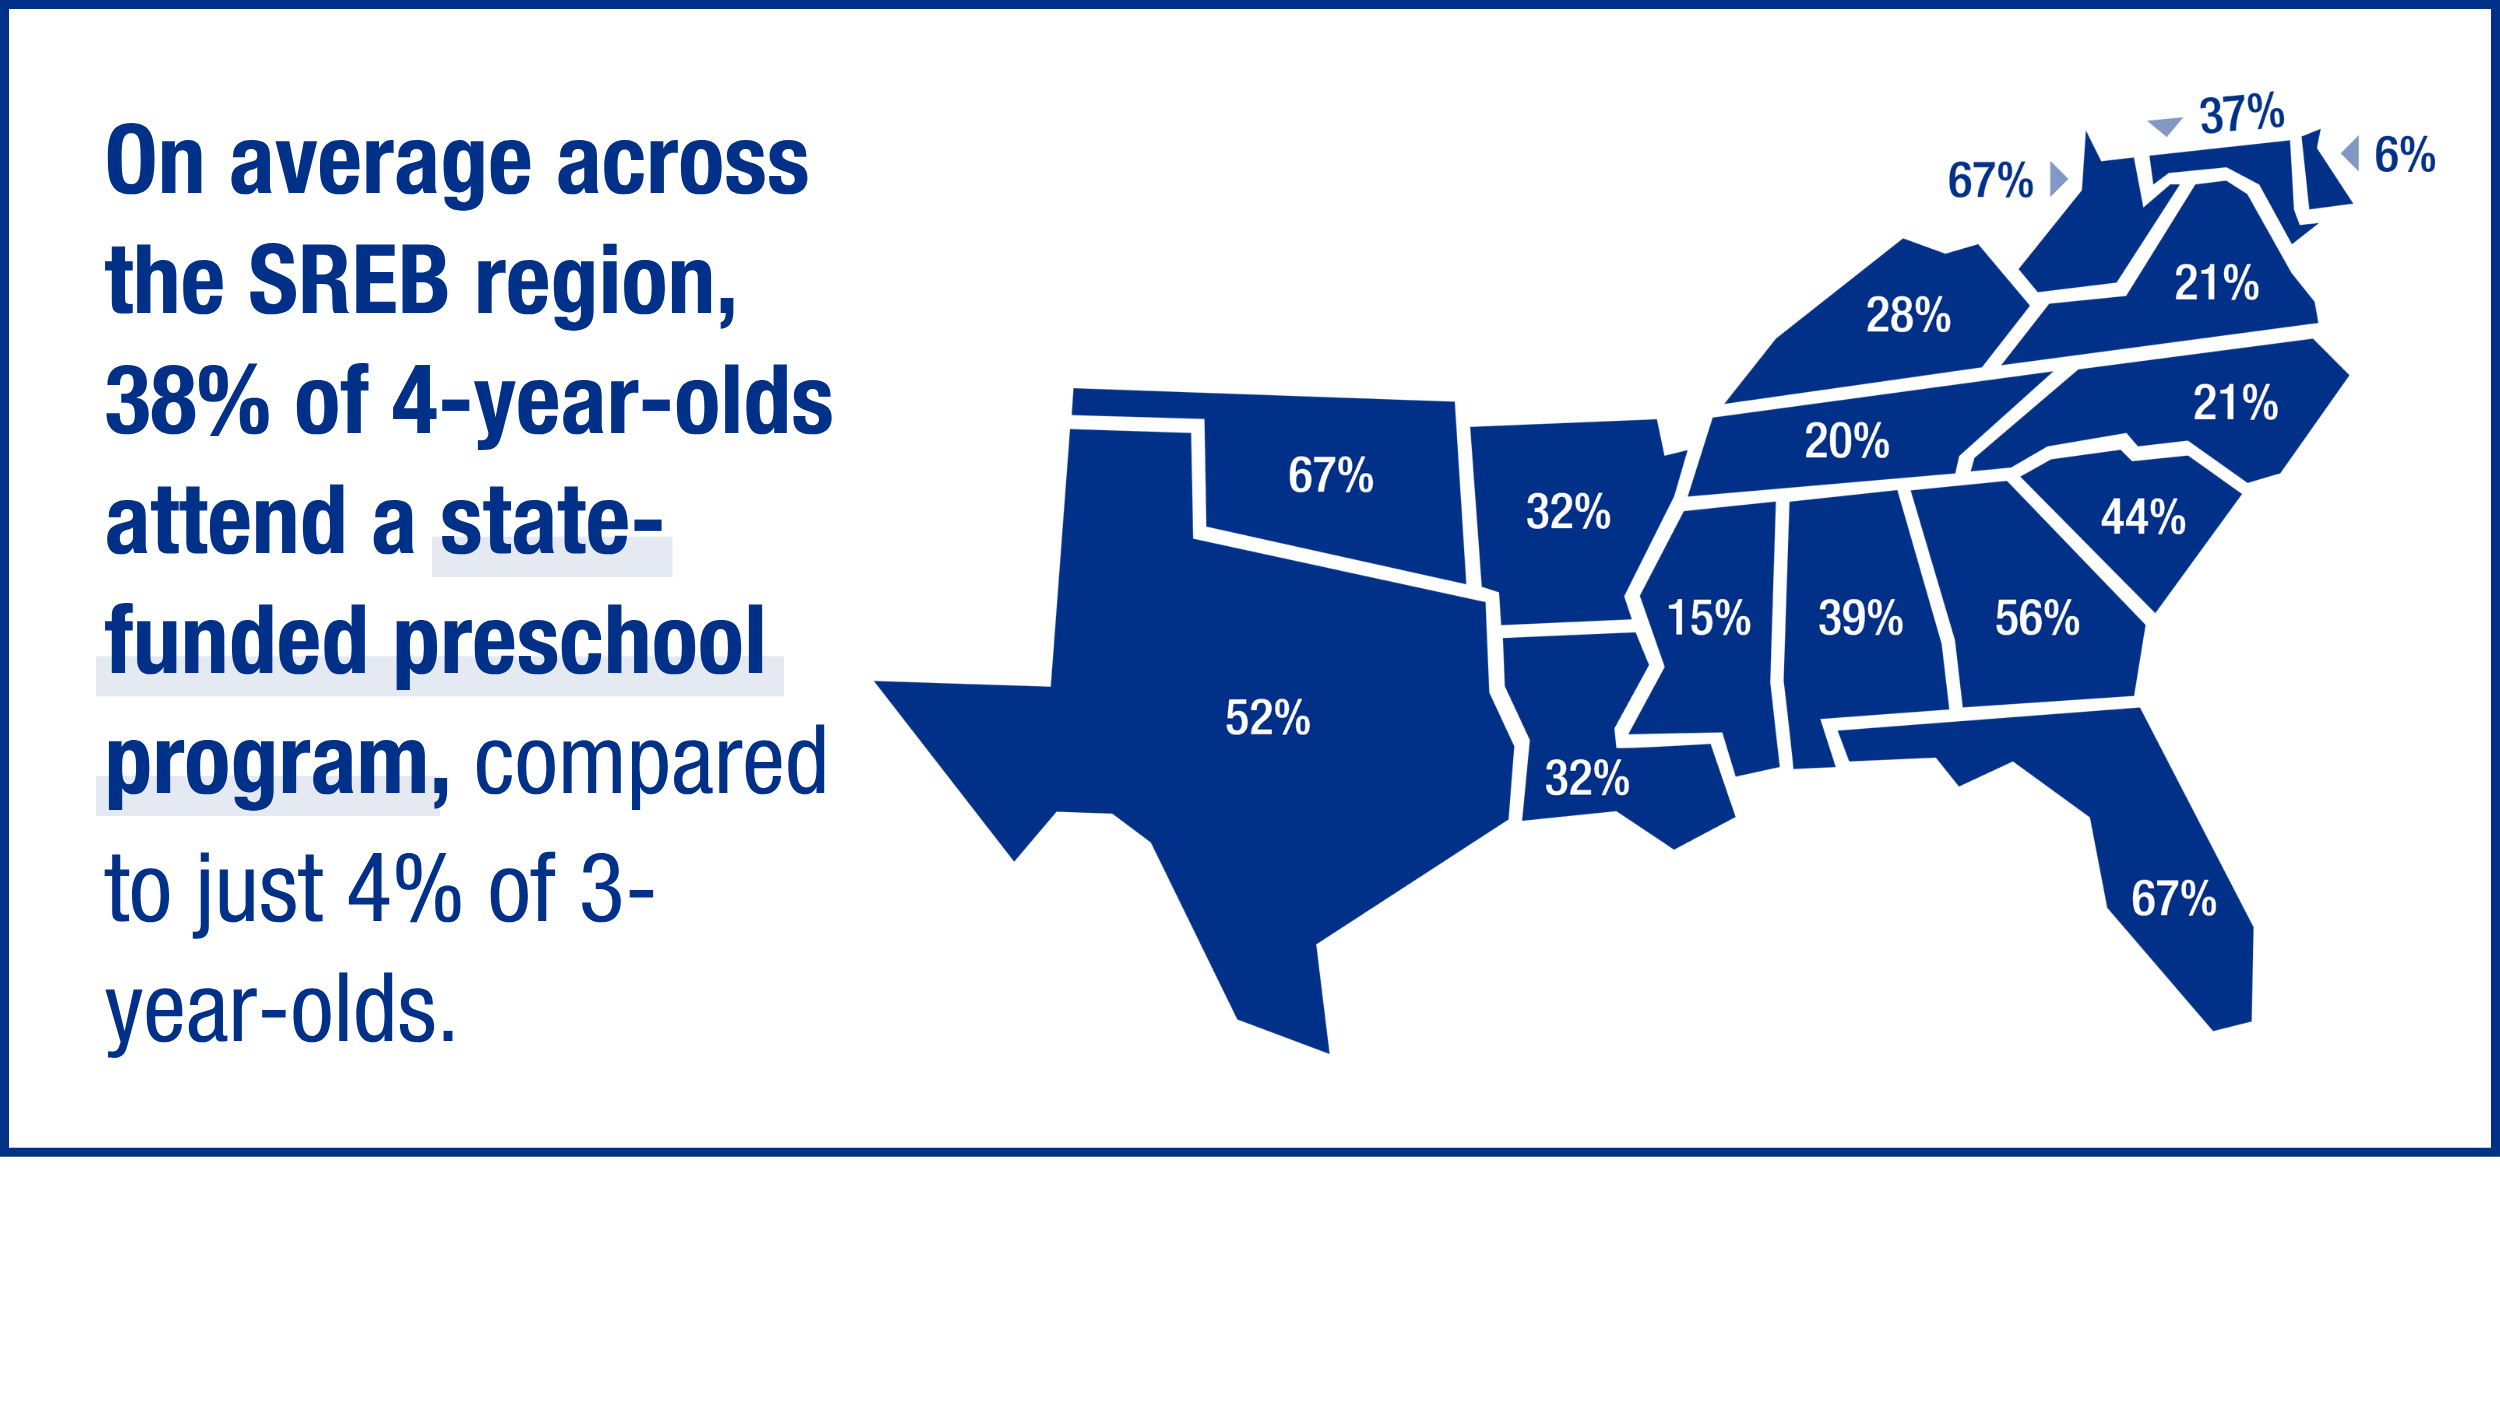 On average across
the SREB region,
38% of 4-year-olds
attend a state-
funded preschool
program, compared
to just 4% of 3-
year-olds.
37%
6%
67%
21%
28%
21%
20%
67%
32%
44%
15%
39%
56%
52%
32%
67%